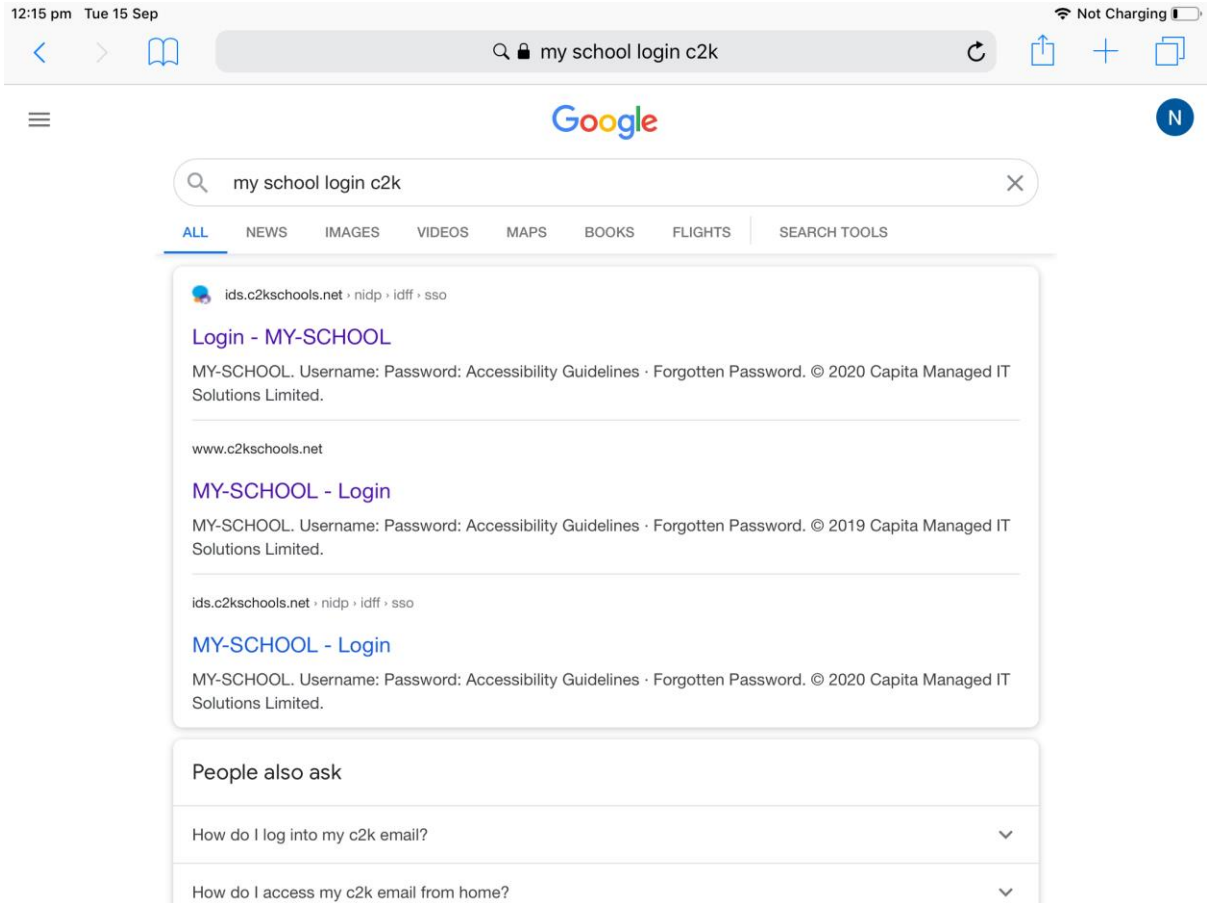 12:15 pm Tue 15 Sep Not Charging
my school login c2k
Google
N
my school login c2k
ALL NEWS IMAGES VIDEOS MAPS BOOKS FLIGHTS SEARCH TOOLS
ids.c2kschools.net › nidp › idff › sso
Login - MY-SCHOOL
MY-SCHOOL. Username: Password: Accessibility Guidelines · Forgotten Password. © 2020 Capita Managed IT
Solutions Limited.
www.c2kschools.net
MY-SCHOOL - Login
MY-SCHOOL. Username: Password: Accessibility Guidelines · Forgotten Password. © 2019 Capita Managed IT
Solutions Limited.
ids.c2kschools.net › nidp › idff › sso
MY-SCHOOL - Login
MY-SCHOOL. Username: Password: Accessibility Guidelines · Forgotten Password. © 2020 Capita Managed IT
Solutions Limited.
People also ask
How do I log into my c2k email?
How do I access my c2k email from home?